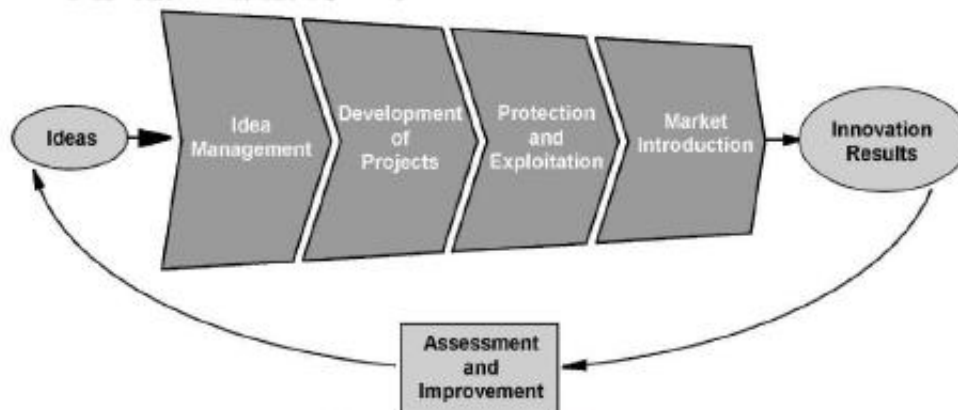 Ideas
Idea
Management
Development
of
Projects
Protection
and
Exploitation
Market
Introduction
Innovation
Results
Assessment
and
Improvement